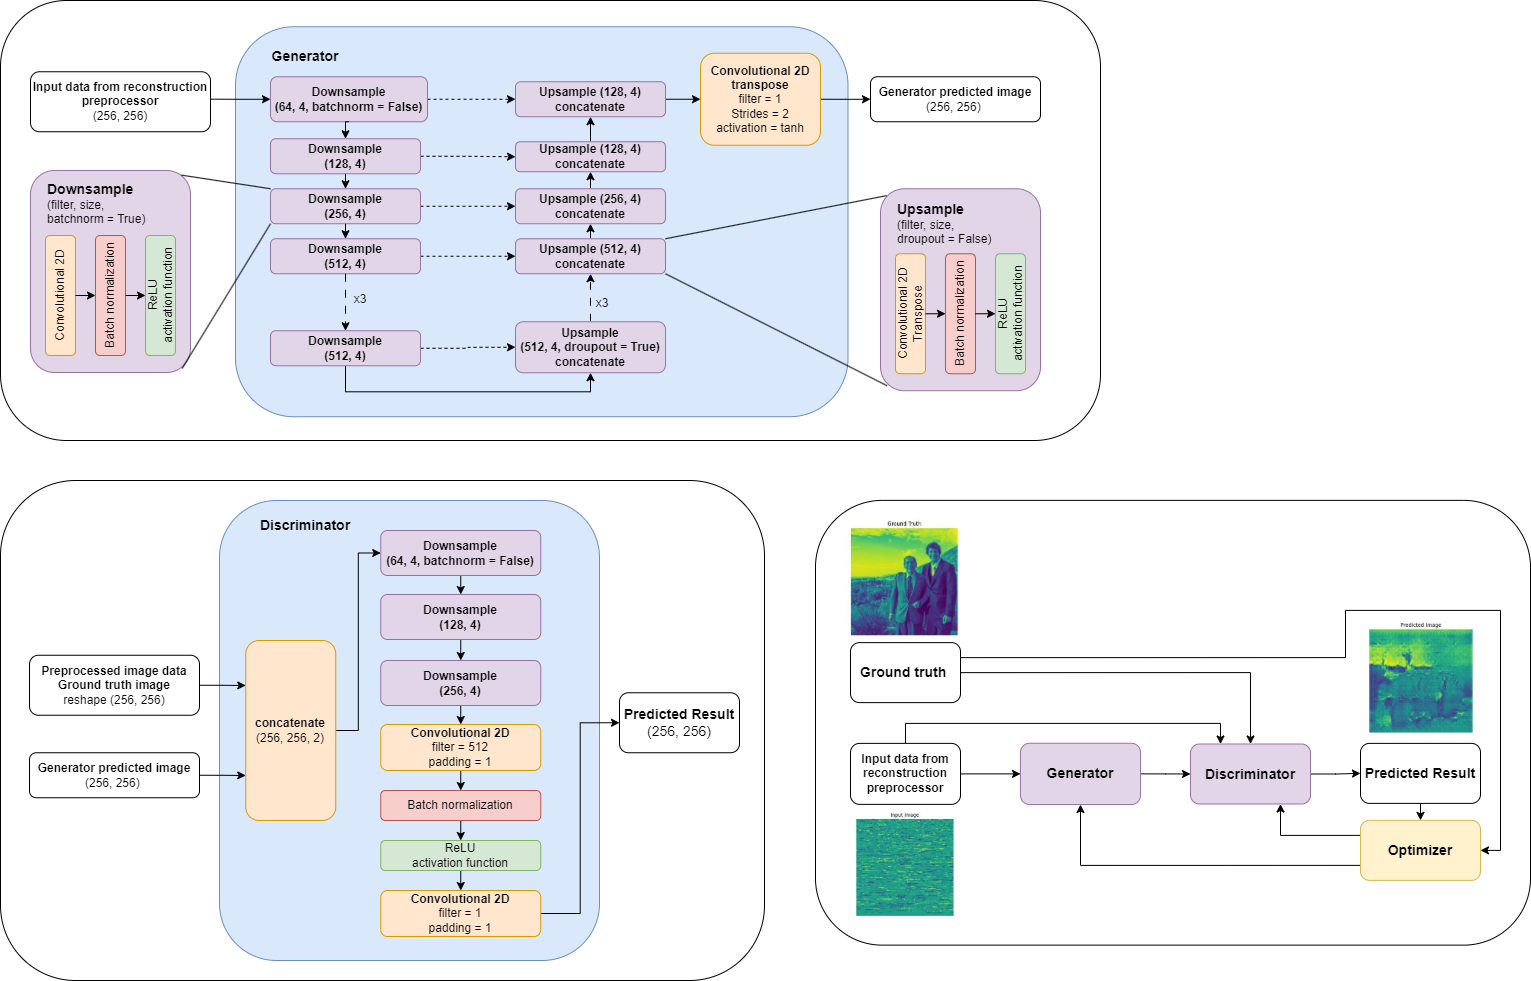 Generator
Input data from reconstruction
preprocessor
(256, 256)
Downsample
(64, 4, batchnorm = False)
Upsample (128, 4)
concatenate
Convolutional 2D
transpose
filter = 1
Strides = 2
activation = tanh
Generator predicted image
(256, 256)
Downsample
(128, 4)
Upsample (128, 4)
concatenate
Downsample
(256, 4)
Upsample (256, 4)
concatenate
Downsample
(512, 4)
Upsample (512, 4)
concatenate
x3
x3
Downsample
(512, 4)
Upsample
(512, 4, droupout = True)
concatenate
Downsample
(filter, size,
batchnorm = True)
Convolutional 2D
Batch normalization
ReLU
activation function
Upsample
(filter, size,
droupout = False)
Convolutional 2D
Transpose
Batch normalization
ReLU
activation function
Discriminator
Preprocessed image data
Ground truth image
reshape (256, 256)
Generator predicted image
(256, 256)
concatenate
(256, 256, 2)
Downsample
(64, 4, batchnorm = False)
Downsample
(128, 4)
Downsample
(256, 4)
Convolutional 2D
filter = 512
padding = 1
Batch normalization
ReLU
activation function
Convolutional 2D
filter = 1
padding = 1
Predicted Result
(256, 256)
Ground Truth
Ground truth
Predicted Image
Input data from
reconstruction
preprocessor
Generator
Discriminator
Predicted Result
Input Image
Optimizer